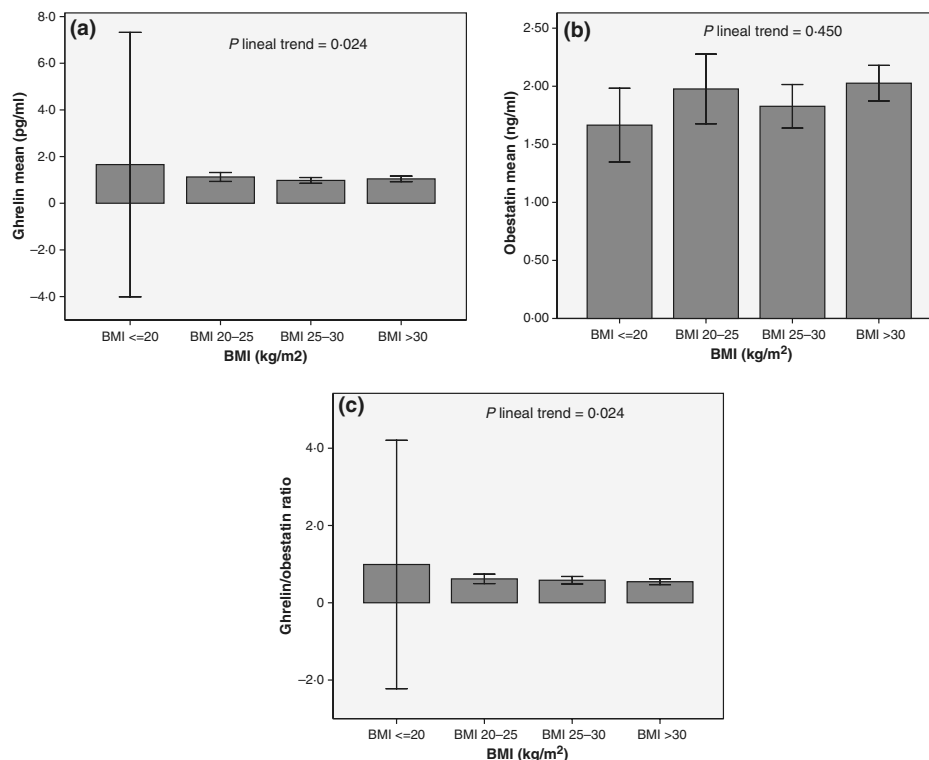 (a)
P lineal trend = 0·024
Ghrelin mean (pg/ml)
8·0
6·0
4·0
2·0
0
–2·0
–4·0
BMI <=20 BMI 20–25 BMI 25–30 BMI >30
BMI (kg/m2)
(b)
P lineal trend = 0·450
Obestatin mean (ng/ml)
2·50
2·00
1·50
1·00
0·50
0·00
BMI <=20 BMI 20–25 BMI 25–30 BMI >30
BMI (kg/m²)
(c)
P lineal trend = 0·024
Ghrelin/obestatin ratio
4·0
2·0
0
–2·0
BMI <=20 BMI 20–25 BMI 25–30 BMI >30
BMI (kg/m²)